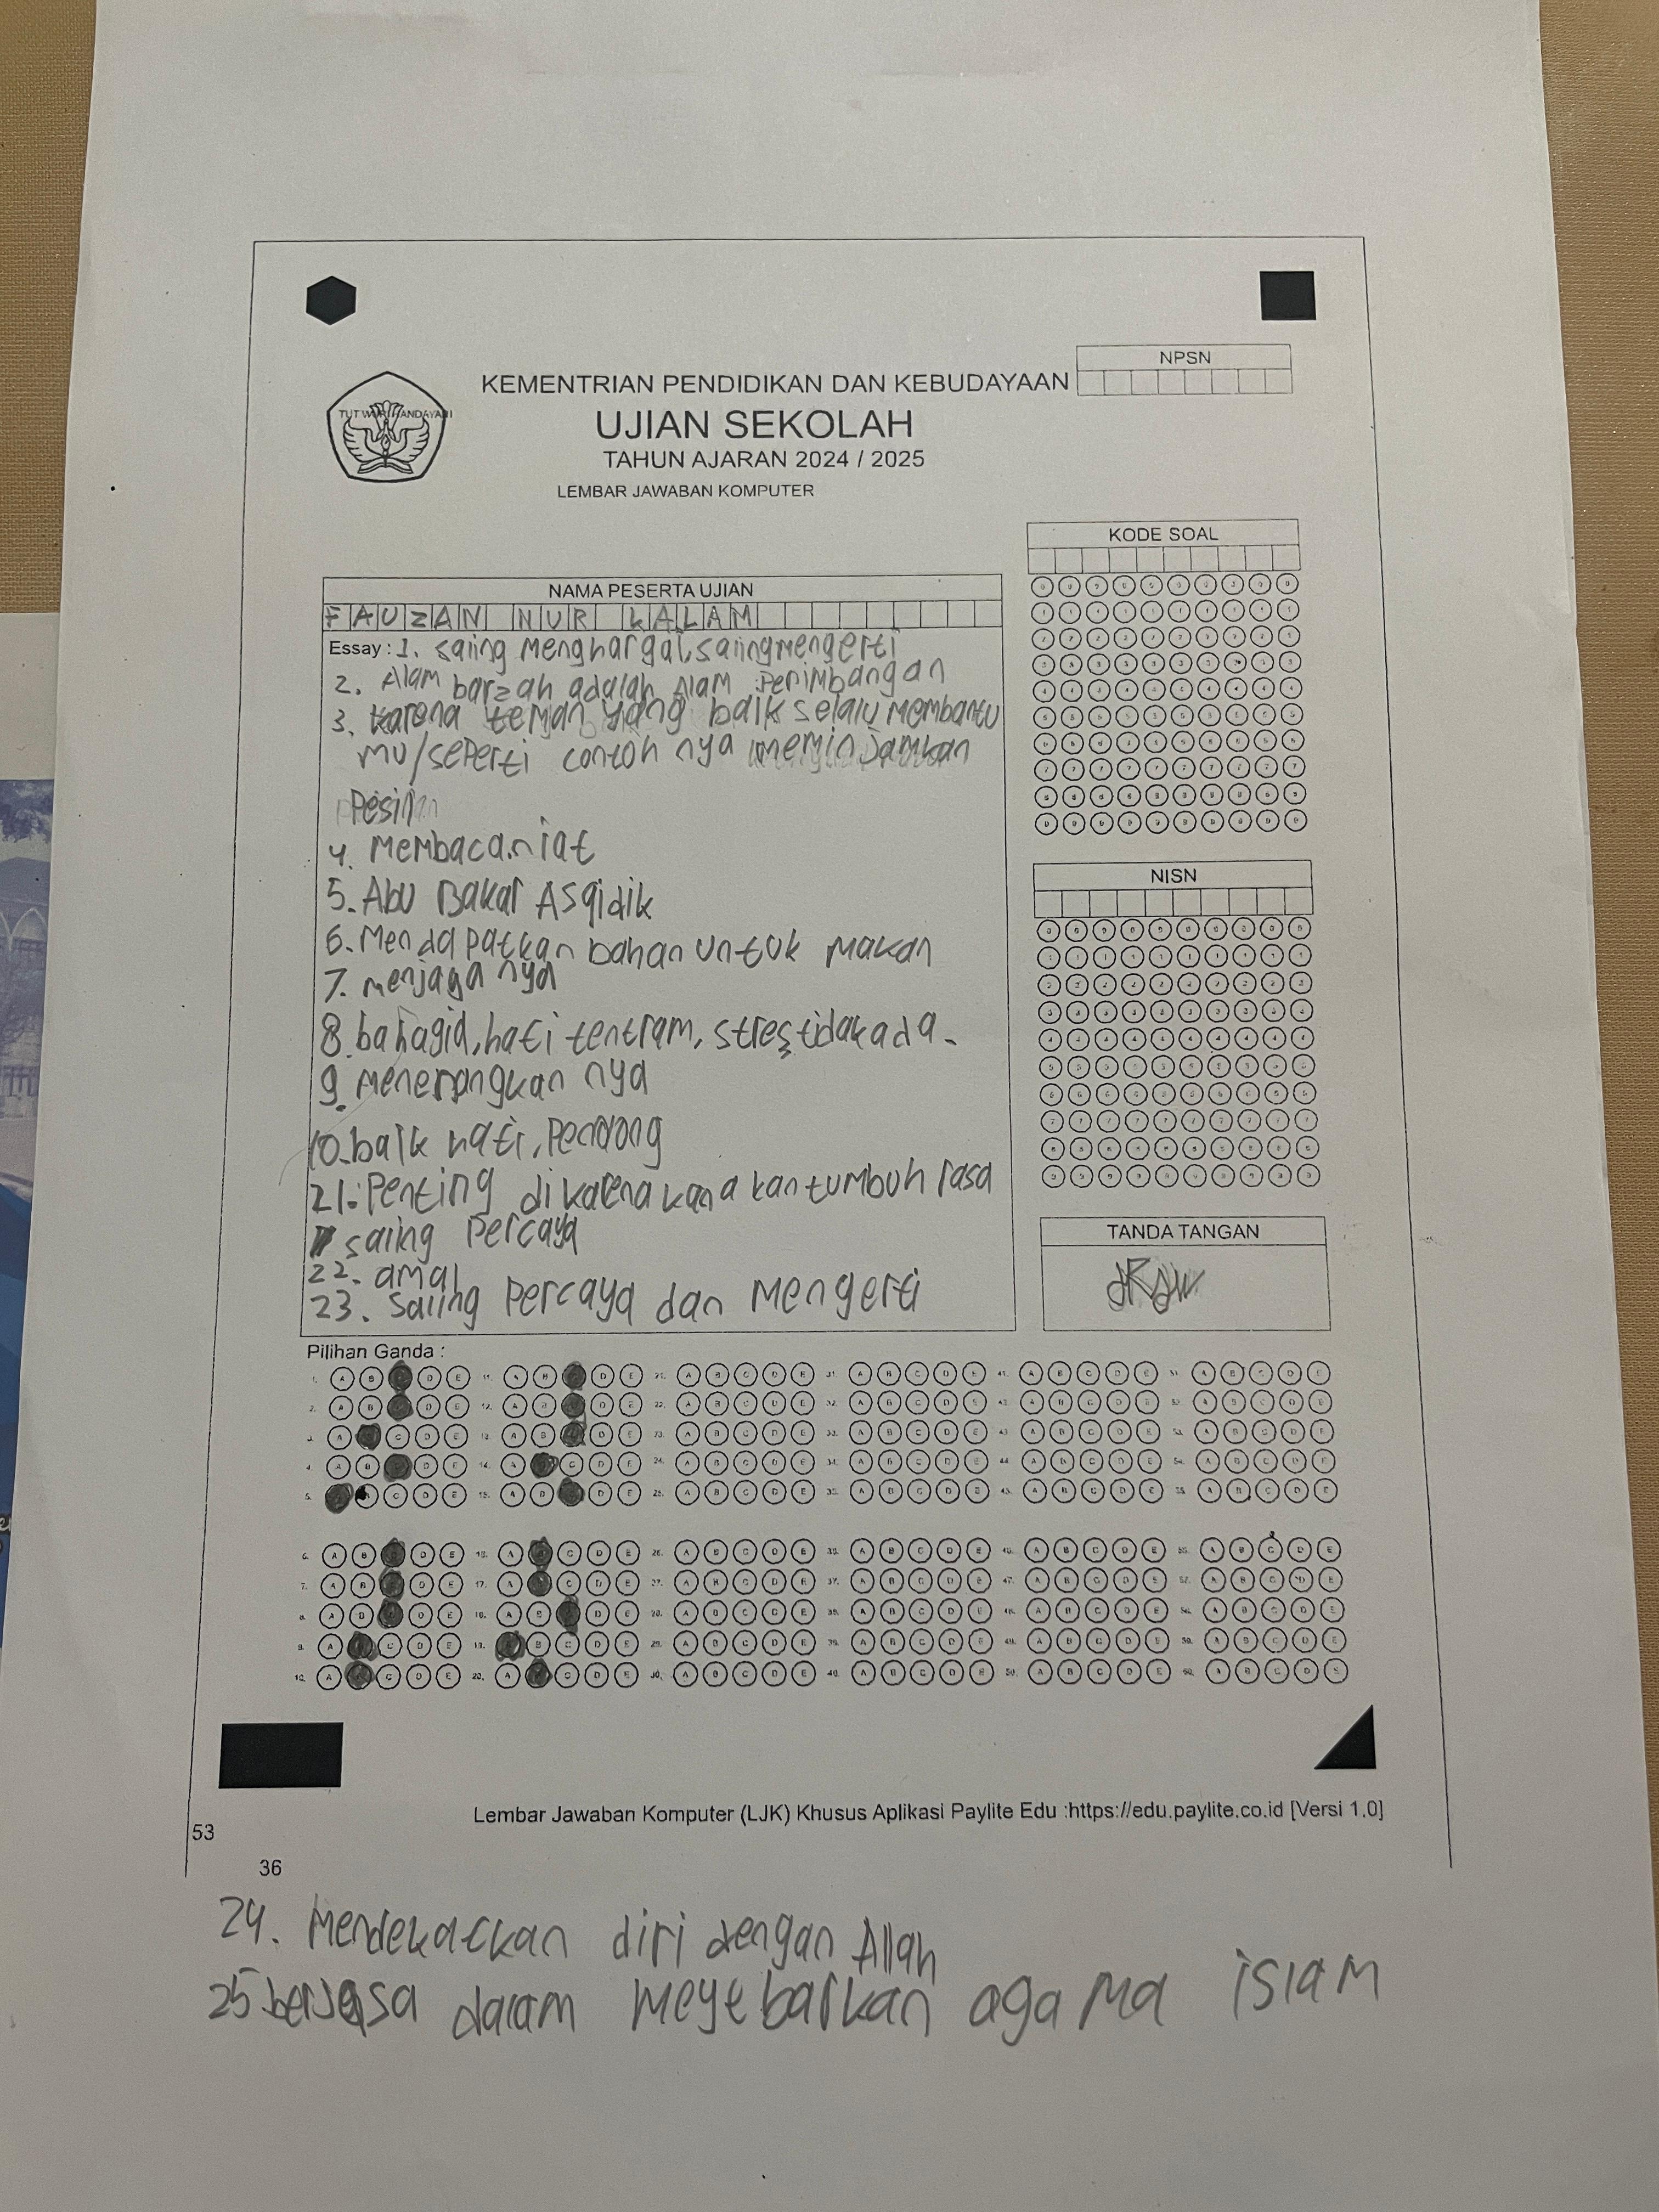 NPSN
KEMENTRIAN PENDIDIKAN DAN KEBUDAYAAN
TUT WURI HANDAYANI
UJIAN SEKOLAH
TAHUN AJARAN 2024 / 2025
LEMBAR JAWABAN KOMPUTER
KODE SOAL
NAMA PESERTA UJIAN
FAUZAN NUR KALAM
Essay : 1. saling menghargai, saling mengerti
2. Alam barzah adalah Alam Penimbangan
3. karena teman yang baik selalu membantu
mu/seperti contoh nya meminjamkan
Pesil
4. Membaca niat
5. Abu Bakar Asqidik
6. Mendapatkan bahan untuk makan
7. menjaga nya
8. bahagia, hati tentram, stres tidak ada.
9. menerangkan nya
10. baik hati, Penolong
21. Penting dikarenakan akan tumbuh rasa
saling Percaya
22. amal
23. Saling Percaya dan Mengerti
NISN
TANDA TANGAN
Pilihan Ganda :
Lembar Jawaban Komputer (LJK) Khusus Aplikasi Paylite Edu :https://edu.paylite.co.id [Versi 1.0]
53
36
24. Mendekatkan diri dengan Allah
25 berjasa dalam meyebarkan agama islam